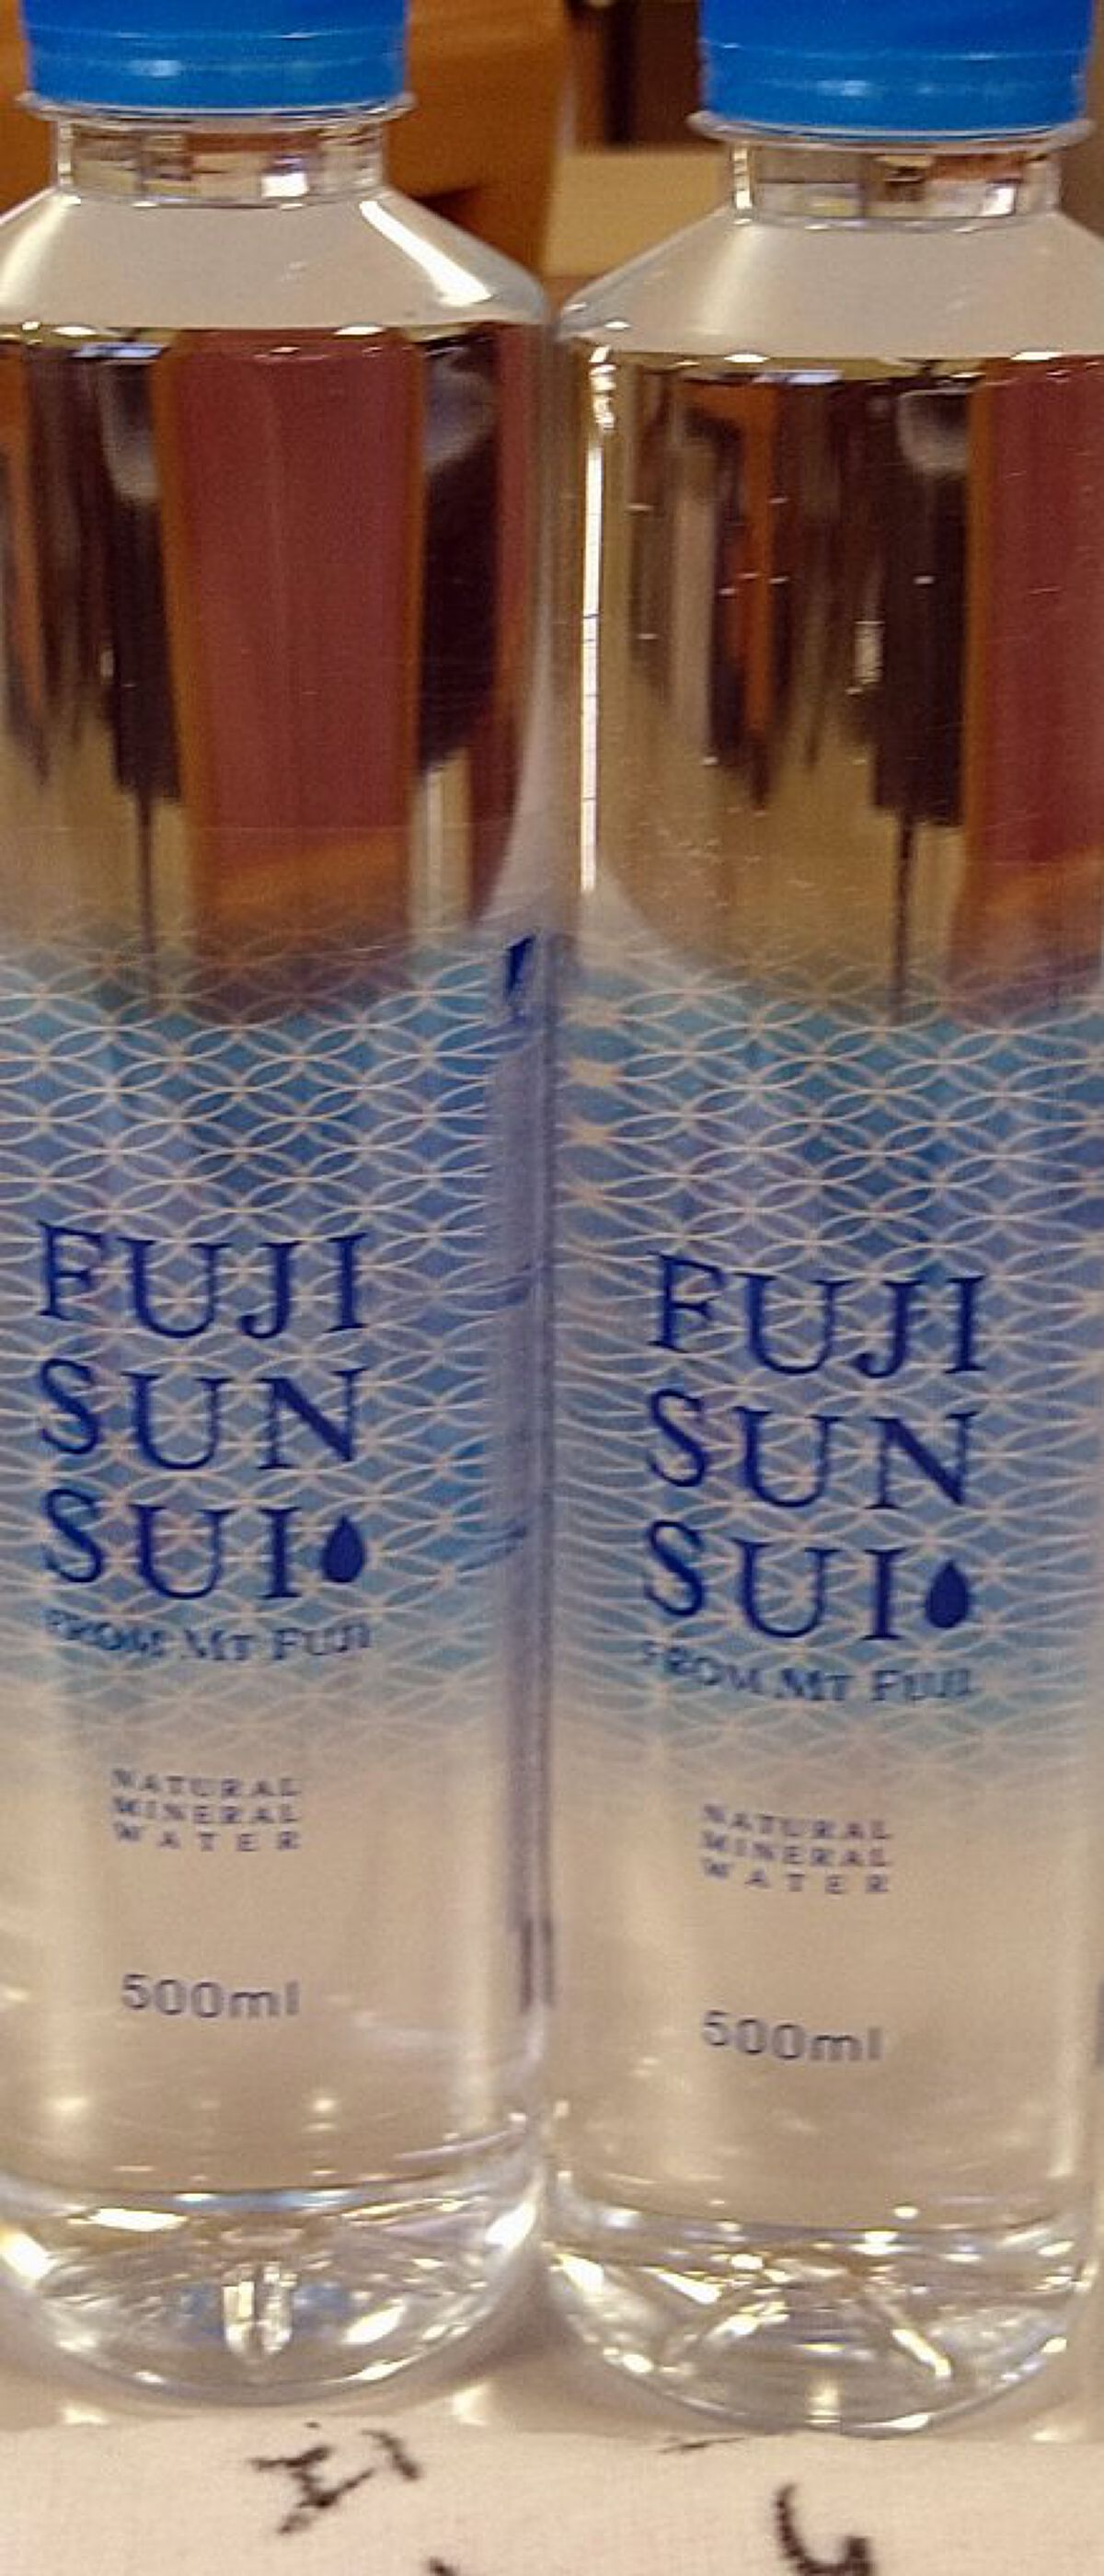 FUJI
SUN
SUI
FROM MT FUJI
NATURAL
MINERAL
WATER
500ml
FUJI
SUN
SUI
FROM MT FUJI
NATURAL
MINERAL
WATER
500ml